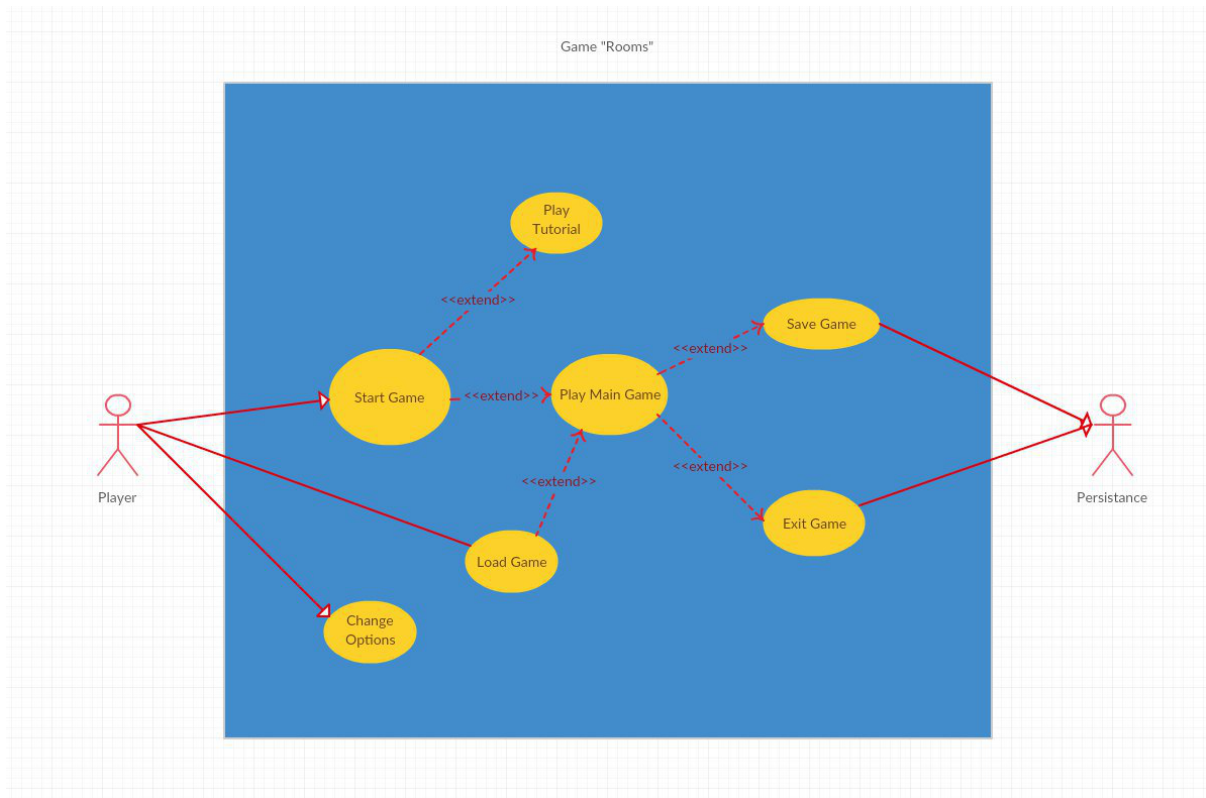 Game "Rooms"
Play
Tutorial
<<extend>>
Save Game
<<extend>>
Start Game
<<extend>>
Play Main Game
<<extend>>
<<extend>>
Player
Persistance
Exit Game
Load Game
Change
Options